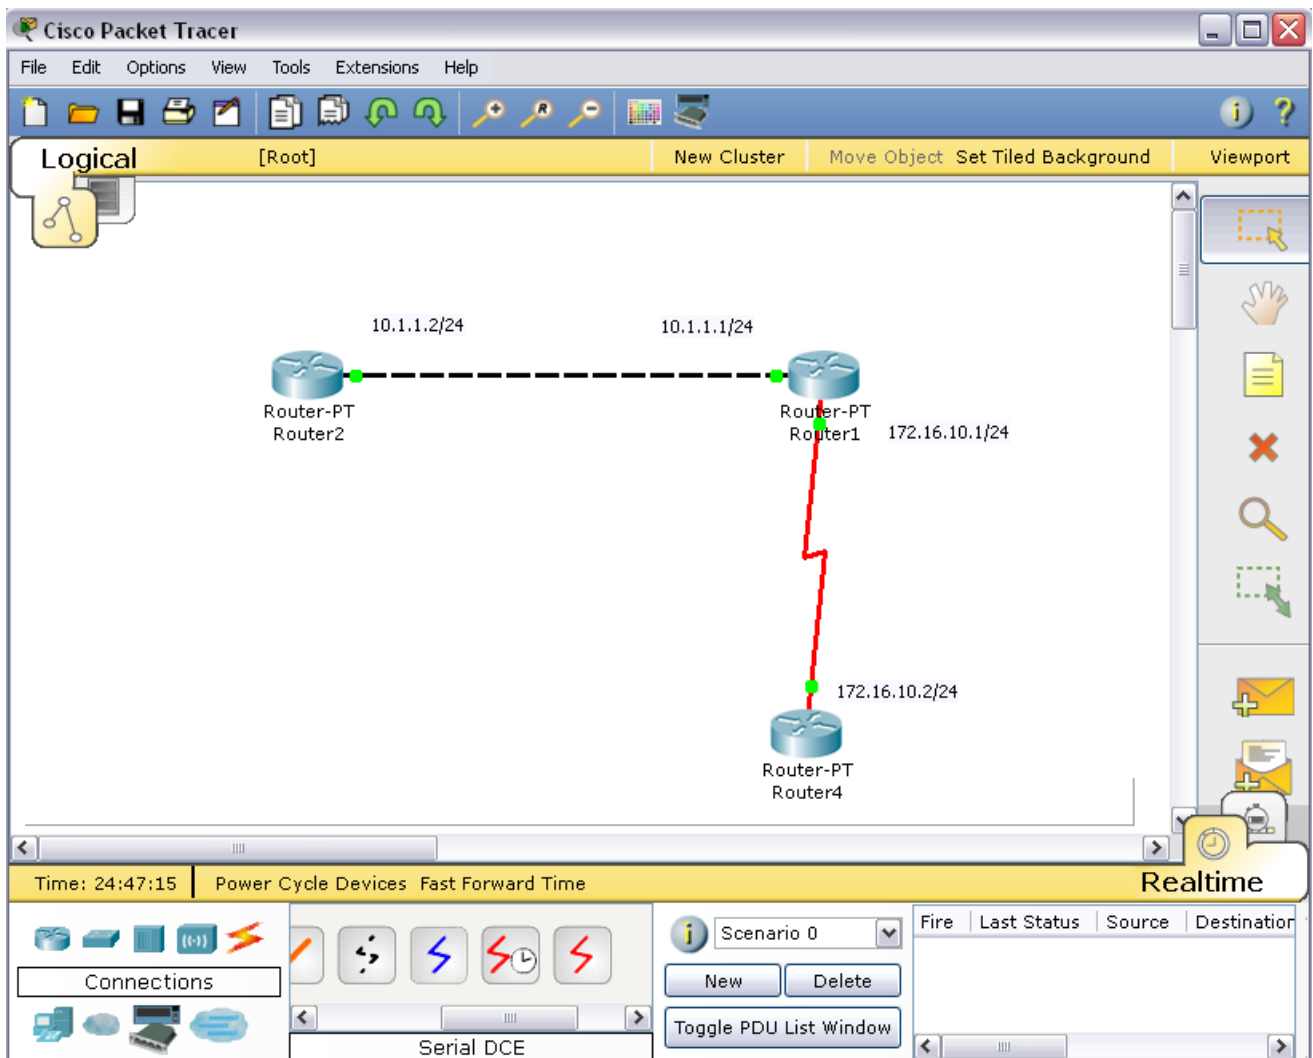 Cisco Packet Tracer
File Edit Options View Tools Extensions Help
R
i ?
Logical [Root] New Cluster Move Object Set Tiled Background Viewport
10.1.1.2/24 10.1.1.1/24
Router-PT
Router2
Router-PT
Router1
172.16.10.1/24
172.16.10.2/24
Router-PT
Router4
Time: 24:47:15 Power Cycle Devices Fast Forward Time Realtime
Connections
Serial DCE
i Scenario 0
New Delete
Toggle PDU List Window
Fire Last Status Source Destination